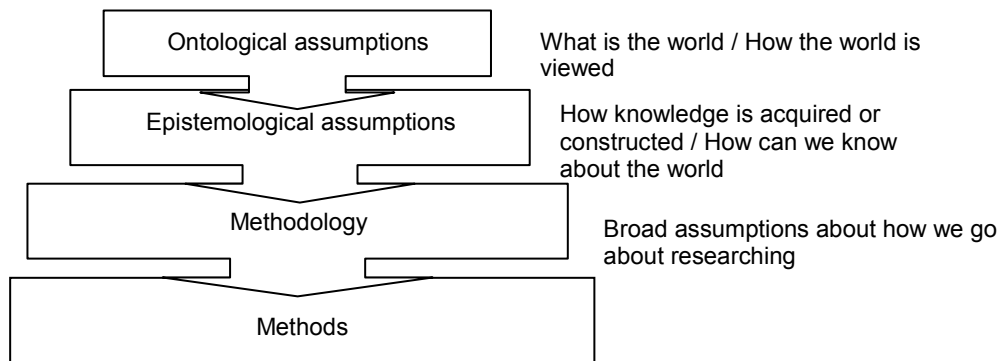 Ontological assumptions
What is the world / How the world is
viewed
Epistemological assumptions
How knowledge is acquired or
constructed / How can we know
about the world
Methodology
Broad assumptions about how we go
about researching
Methods